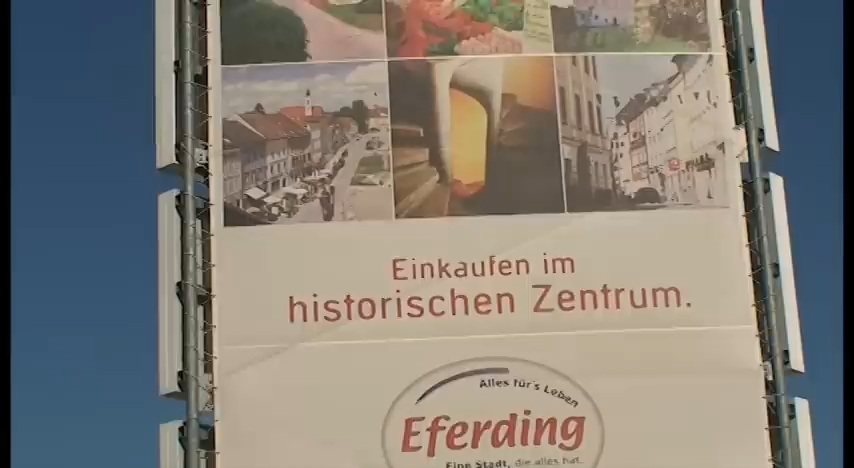 Einkaufen im
historischen Zentrum.
Alles für's Leben
Eferding
Eine Stadt, die alles hat.